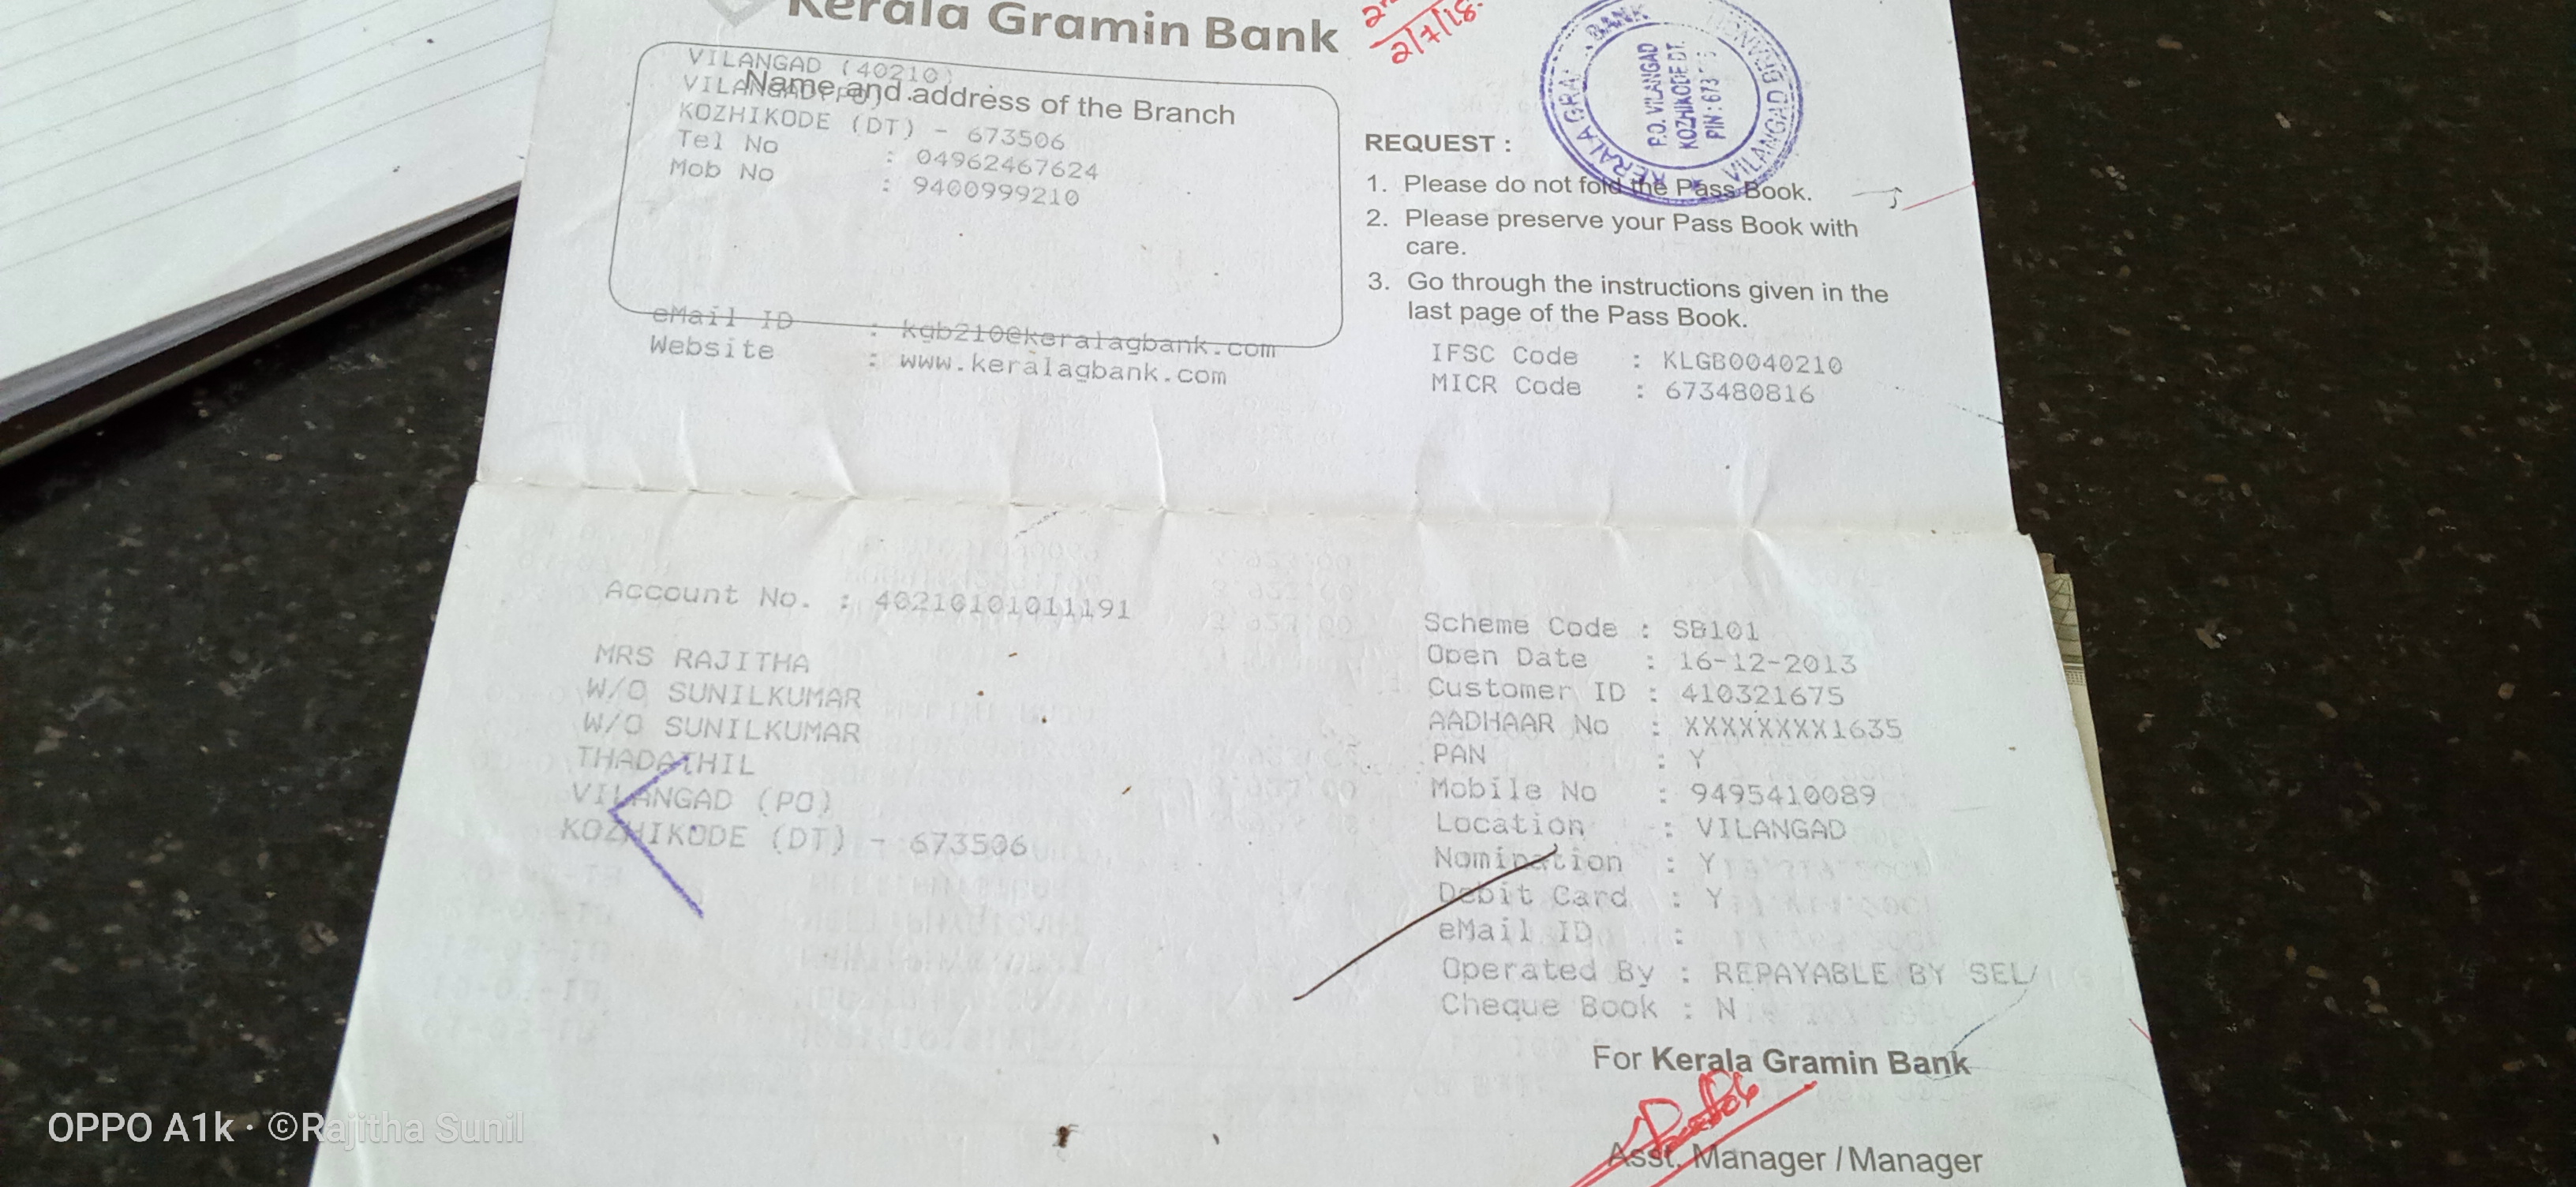 Kerala Gramin Bank
2/7/18.
VILANGAD (40210)
Name and address of the Branch
KOZHIKODE (DT) - 673506
Tel No : 04962467624
Mob No : 9400999210
eMail ID : kgb210@keralagbank.com
Website : www.keralagbank.com
KERALA GRAMIN BANK
VILANGAD BRANCH
P.O. VILANGAD
KOZHIKODE DT.
PIN : 673
REQUEST :
1. Please do not fold the Pass Book.
2. Please preserve your Pass Book with
care.
3. Go through the instructions given in the
last page of the Pass Book.
IFSC Code : KLGB0040210
MICR Code : 673480816
Account No. : 40210101011191
MRS RAJITHA
W/O SUNILKUMAR
W/O SUNILKUMAR
THADATHIL
VILANGAD (PO)
KOZHIKODE (DT) - 673506
Scheme Code : SB101
Open Date : 16-12-2013
Customer ID : 410321675
AADHAAR No : XXXXXXXX1635
PAN : Y
Mobile No : 9495410089
Location : VILANGAD
Nomination : Y
Debit Card : Y
eMail ID :
Operated By : REPAYABLE BY SEL
Cheque Book : N
For Kerala Gramin Bank
Asst. Manager / Manager
OPPO A1k · ©Rajitha Sunil